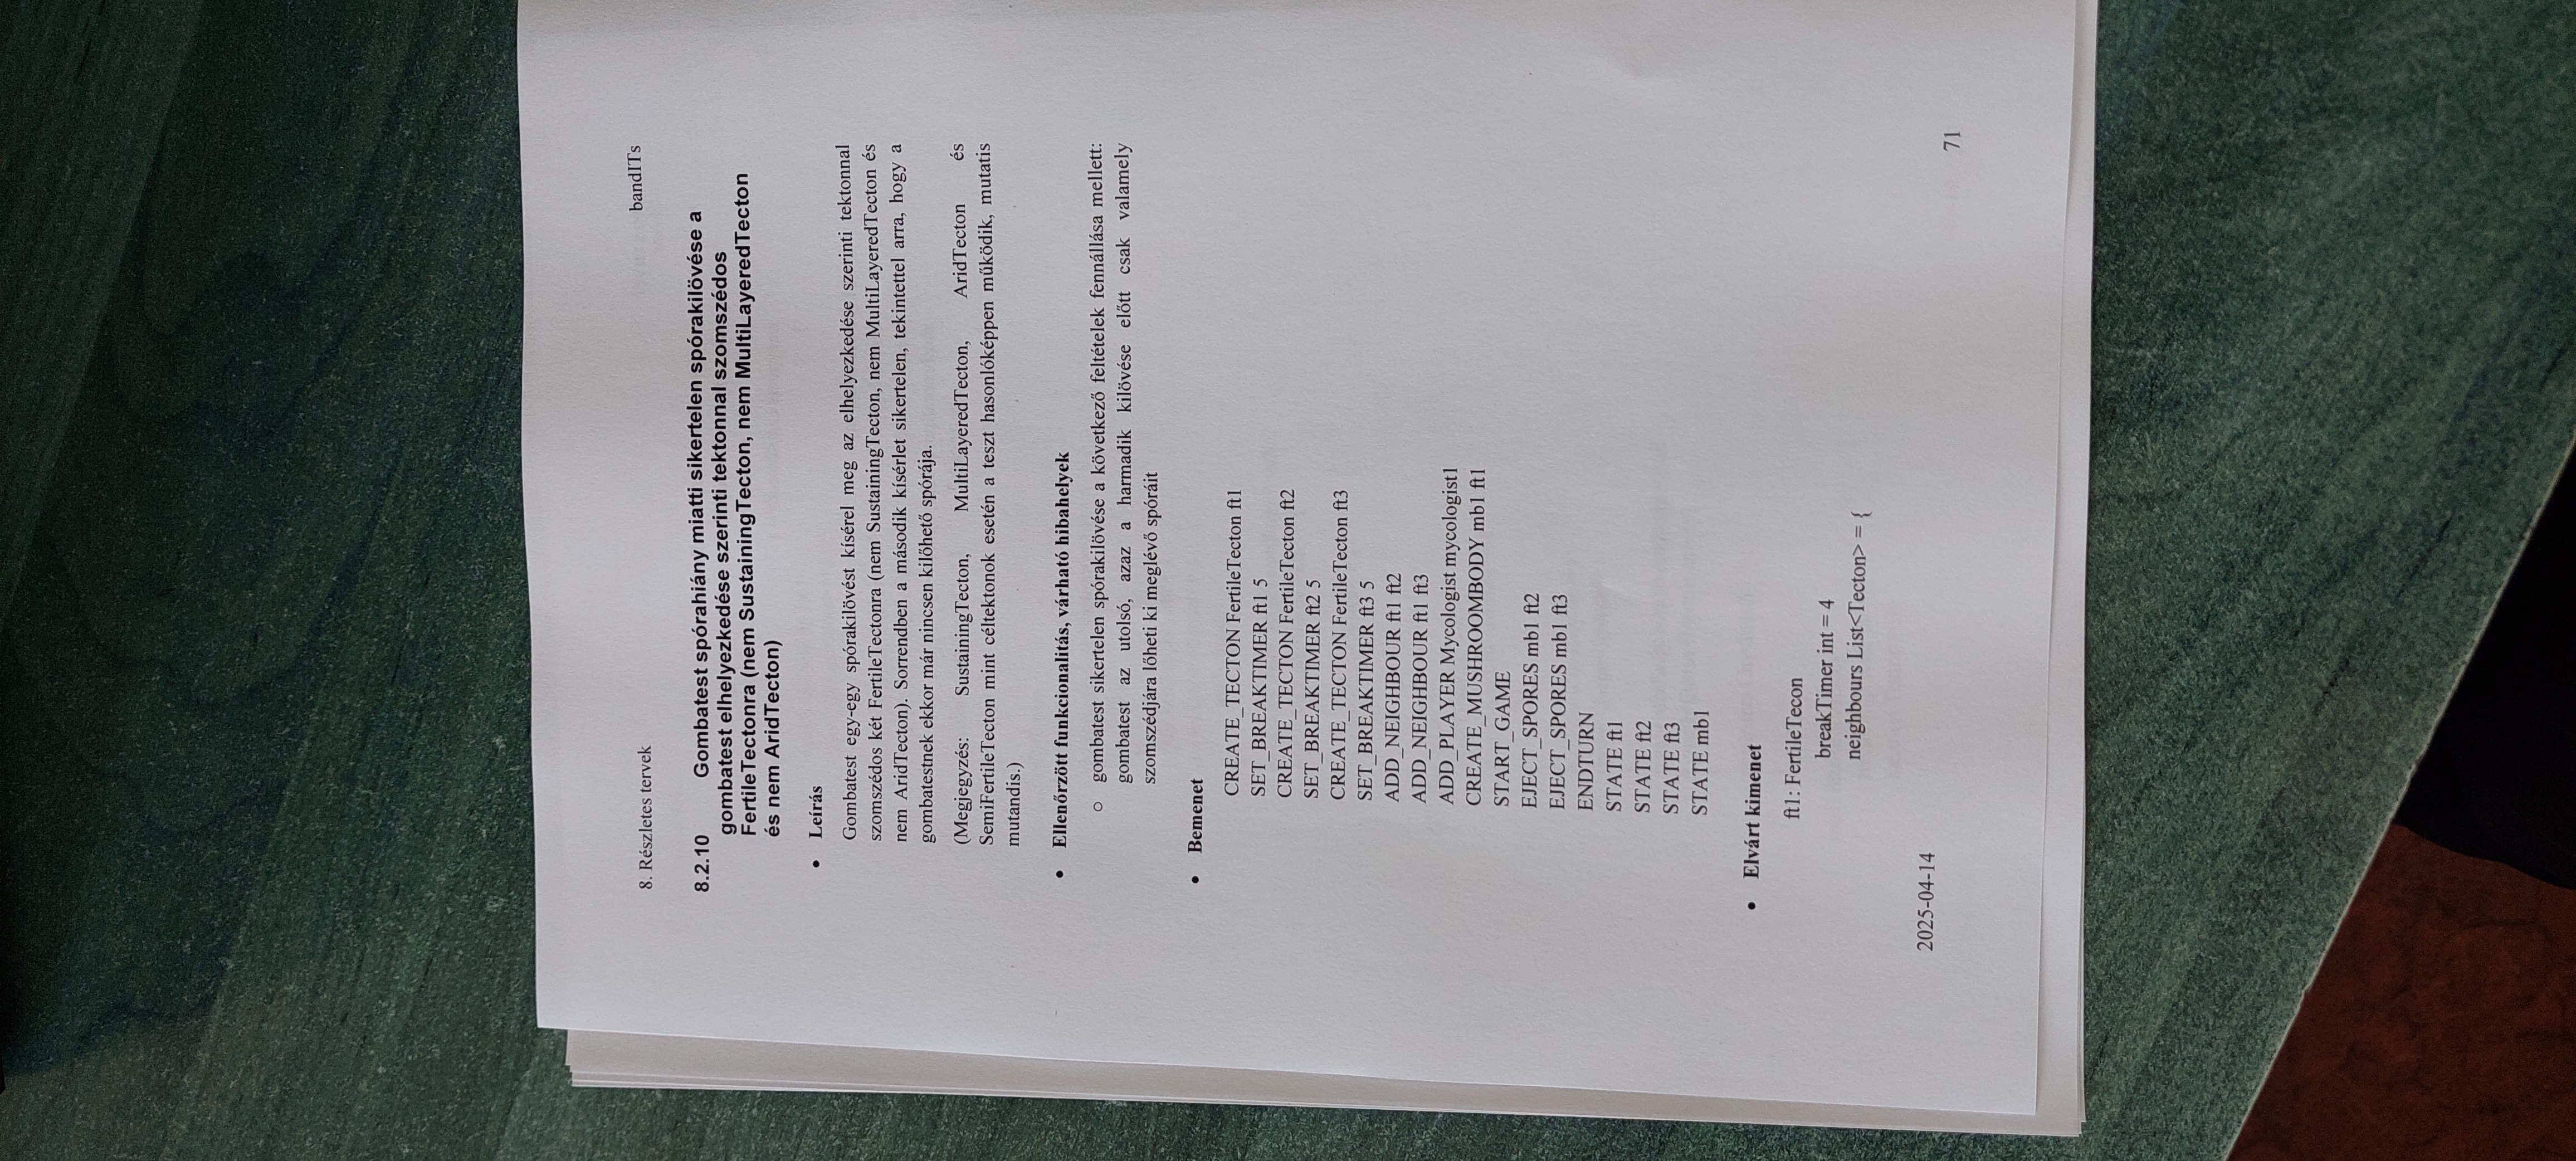 8. Részletes tervek
bandITs
8.2.10 Gombatest spórahiány miatti sikertelen spórakilövése a
gombatest elhelyezkedése szerinti tektonnal szomszédos
FertileTectonra (nem SustainingTecton, nem MultiLayeredTecton
és nem AridTecton)
• Leírás
Gombatest egy-egy spórakilövést kísérel meg az elhelyezkedése szerinti tektonnal
szomszédos két FertileTectonra (nem SustainingTecton, nem MultiLayeredTecton és
nem AridTecton). Sorrendben a második kísérlet sikertelen, tekintettel arra, hogy a
gombatestnek ekkor már nincsen kilőhető spórája.
(Megjegyzés: SustainingTecton, MultiLayeredTecton, AridTecton és
SemiFertileTecton mint céltektonok esetén a teszt hasonlóképpen működik, mutatis
mutandis.)
• Ellenőrzött funkcionalitás, várható hibahelyek
○ gombatest sikertelen spórakilövése a következő feltételek fennállása mellett:
gombatest az utolsó, azaz a harmadik kilövése előtt csak valamely
szomszédjára lőheti ki meglévő spóráit
• Bemenet
CREATE_TECTON FertileTecton ft1
SET_BREAKTIMER ft1 5
CREATE_TECTON FertileTecton ft2
SET_BREAKTIMER ft2 5
CREATE_TECTON FertileTecton ft3
SET_BREAKTIMER ft3 5
ADD_NEIGHBOUR ft1 ft2
ADD_NEIGHBOUR ft1 ft3
ADD_PLAYER Mycologist mycologist1
CREATE_MUSHROOMBODY mb1 ft1
START_GAME
EJECT_SPORES mb1 ft2
EJECT_SPORES mb1 ft3
ENDTURN
STATE ft1
STATE ft2
STATE ft3
STATE mb1
• Elvárt kimenet
ft1: FertileTecon
breakTimer int = 4
neighbours List<Tecton> = {
2025-04-14
71